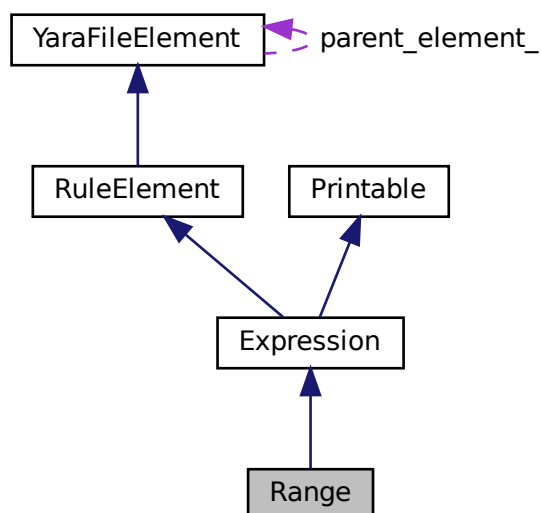 YaraFileElement
parent_element_
RuleElement
Printable
Expression
Range